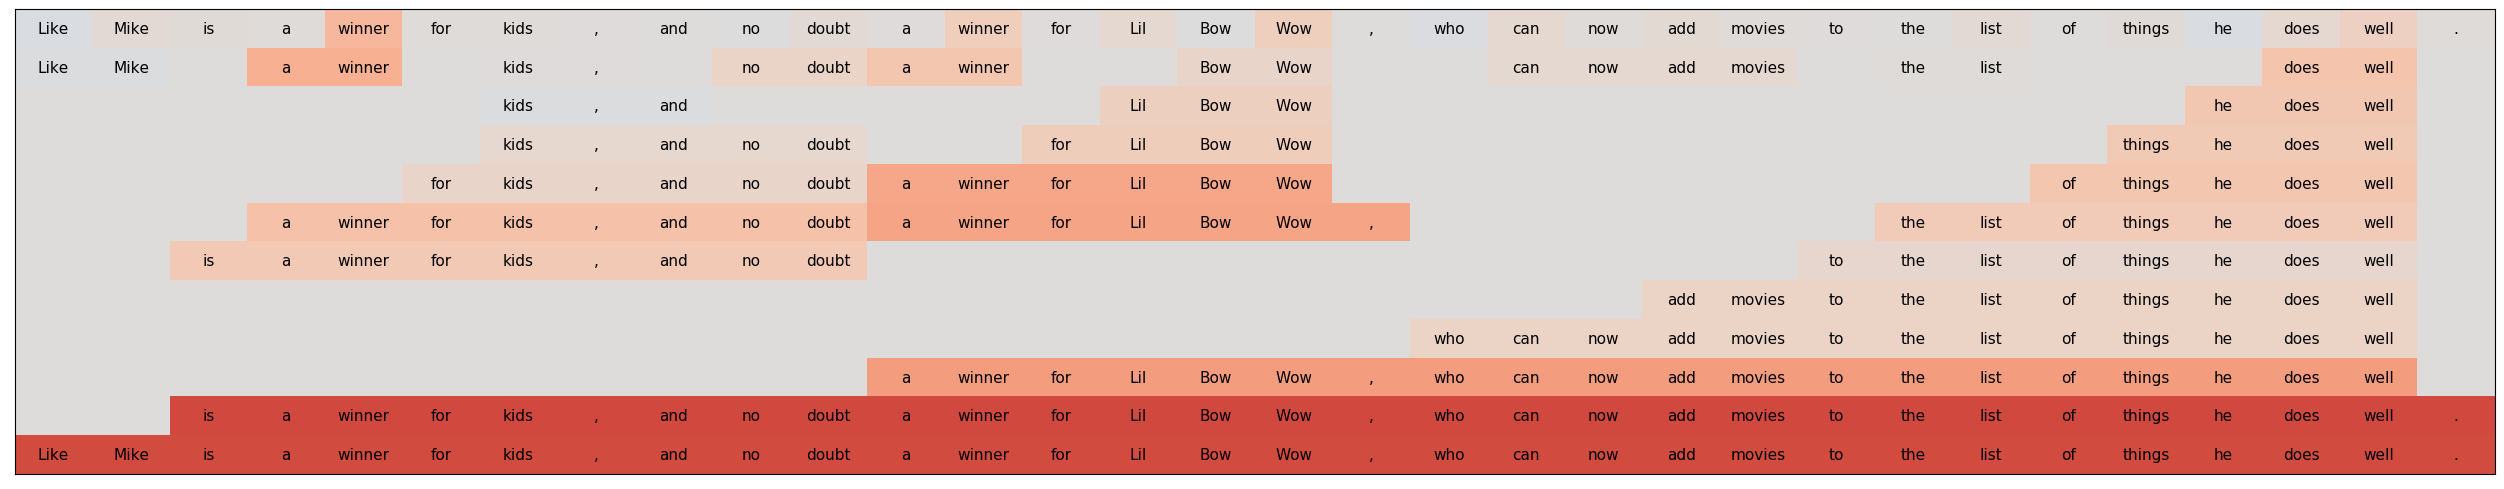 Like Mike is a winner for kids , and no doubt a winner for Lil Bow Wow , who can now add movies to the list of things he does well .
Like Mike a winner kids , no doubt a winner Bow Wow can now add movies the list does well
kids , and Lil Bow Wow he does well
kids , and no doubt for Lil Bow Wow things he does well
for kids , and no doubt a winner for Lil Bow Wow of things he does well
a winner for kids , and no doubt a winner for Lil Bow Wow , the list of things he does well
is a winner for kids , and no doubt to the list of things he does well
add movies to the list of things he does well
who can now add movies to the list of things he does well
a winner for Lil Bow Wow , who can now add movies to the list of things he does well
is a winner for kids , and no doubt a winner for Lil Bow Wow , who can now add movies to the list of things he does well .
Like Mike is a winner for kids , and no doubt a winner for Lil Bow Wow , who can now add movies to the list of things he does well .